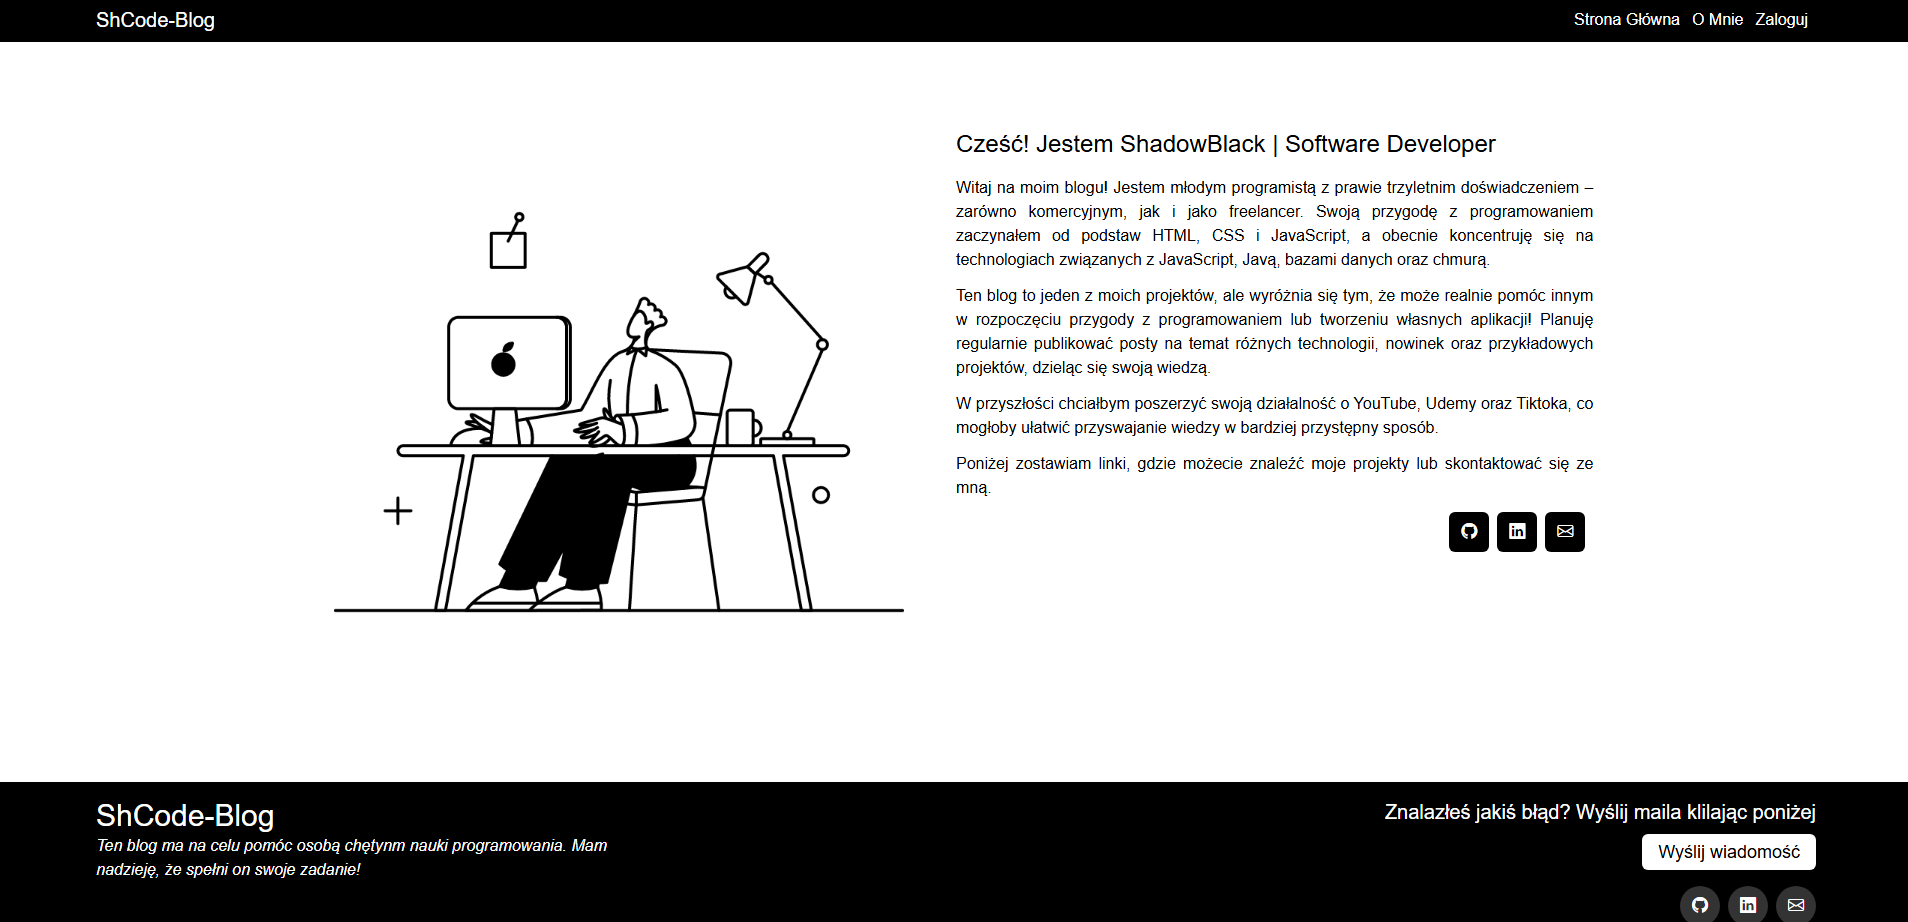 ShCode-Blog
Strona Główna O Mnie Zaloguj
Cześć! Jestem ShadowBlack | Software Developer
Witaj na moim blogu! Jestem młodym programistą z prawie trzyletnim doświadczeniem –
zarówno komercyjnym, jak i jako freelancer. Swoją przygodę z programowaniem
zaczynałem od podstaw HTML, CSS i JavaScript, a obecnie koncentruję się na
technologiach związanych z JavaScript, Javą, bazami danych oraz chmurą.
Ten blog to jeden z moich projektów, ale wyróżnia się tym, że może realnie pomóc innym
w rozpoczęciu przygody z programowaniem lub tworzeniu własnych aplikacji! Planuję
regularnie publikować posty na temat różnych technologii, nowinek oraz przykładowych
projektów, dzieląc się swoją wiedzą.
W przyszłości chciałbym poszerzyć swoją działalność o YouTube, Udemy oraz Tiktoka, co
mogłoby ułatwić przyswajanie wiedzy w bardziej przystępny sposób.
Poniżej zostawiam linki, gdzie możecie znaleźć moje projekty lub skontaktować się ze
mną.
ShCode-Blog
Ten blog ma na celu pomóc osobą chętynm nauki programowania. Mam
nadzieję, że spełni on swoje zadanie!
Znalazłeś jakiś błąd? Wyślij maila klilając poniżej
Wyślij wiadomość